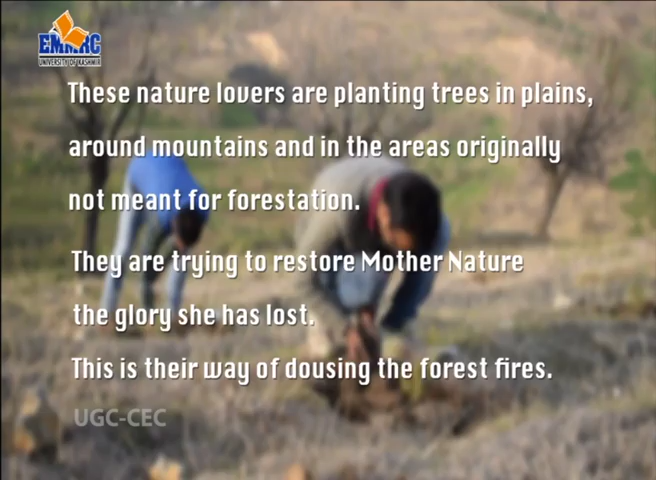 EMMRC
UNIVERSITY OF KASHMIR
These nature lovers are planting trees in plains,
around mountains and in the areas originally
not meant for forestation.
They are trying to restore Mother Nature
the glory she has lost.
This is their way of dousing the forest fires.
UGC-CEC